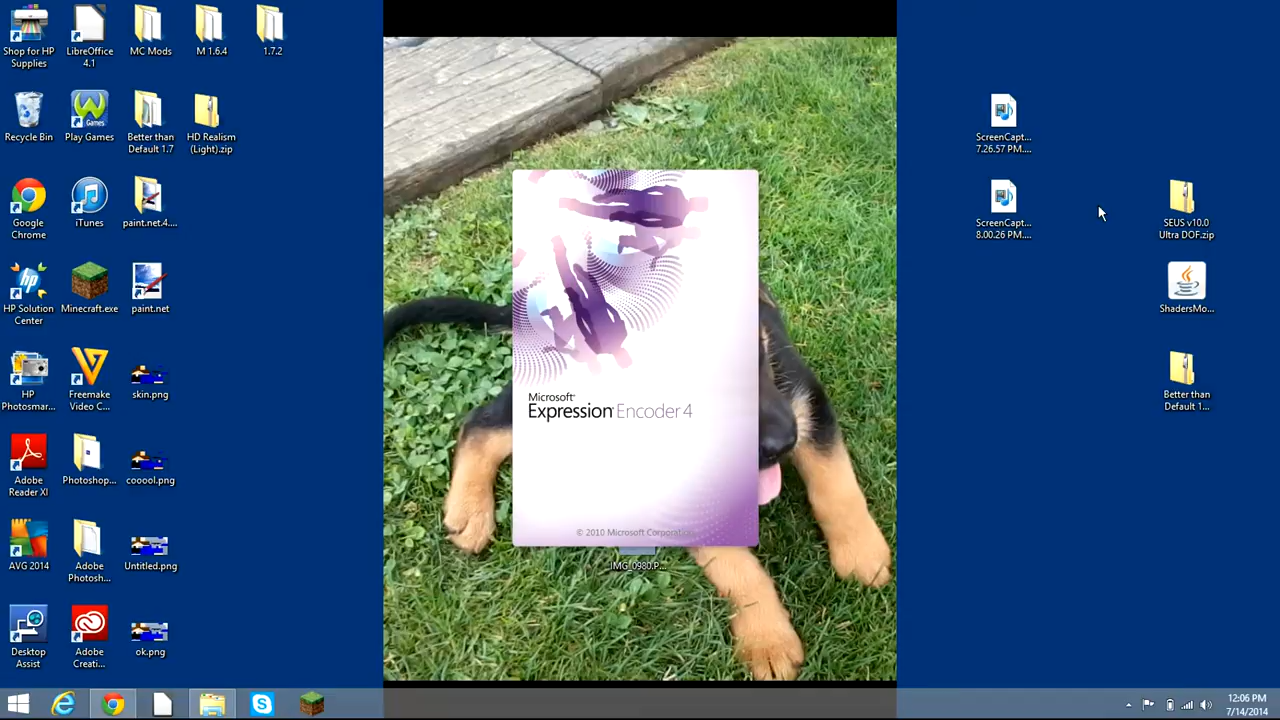 Shop for HP
Supplies
LibreOffice
4.1
MC Mods
M 1.6.4
1.7.2
Recycle Bin
Play Games
Better than
Default 1.7
HD Realism
(Light).zip
Google
Chrome
iTunes
paint.net.4....
HP Solution
Center
Minecraft.exe
paint.net
HP
Photosmar...
Freemake
Video C...
skin.png
Adobe
Reader XI
Photoshop...
cooool.png
AVG 2014
Adobe
Photosh...
Untitled.png
Desktop
Assist
Adobe
Creati...
ok.png
Microsoft
Expression Encoder 4
© 2010 Microsoft
IMG_0980.P...
ScreenCapt...
7.26.57 PM....
ScreenCapt...
8.00.26 PM....
SEUS v10.0
Ultra DOF.zip
ShadersMo...
Better than
Default 1...
12:06 PM
7/14/2014